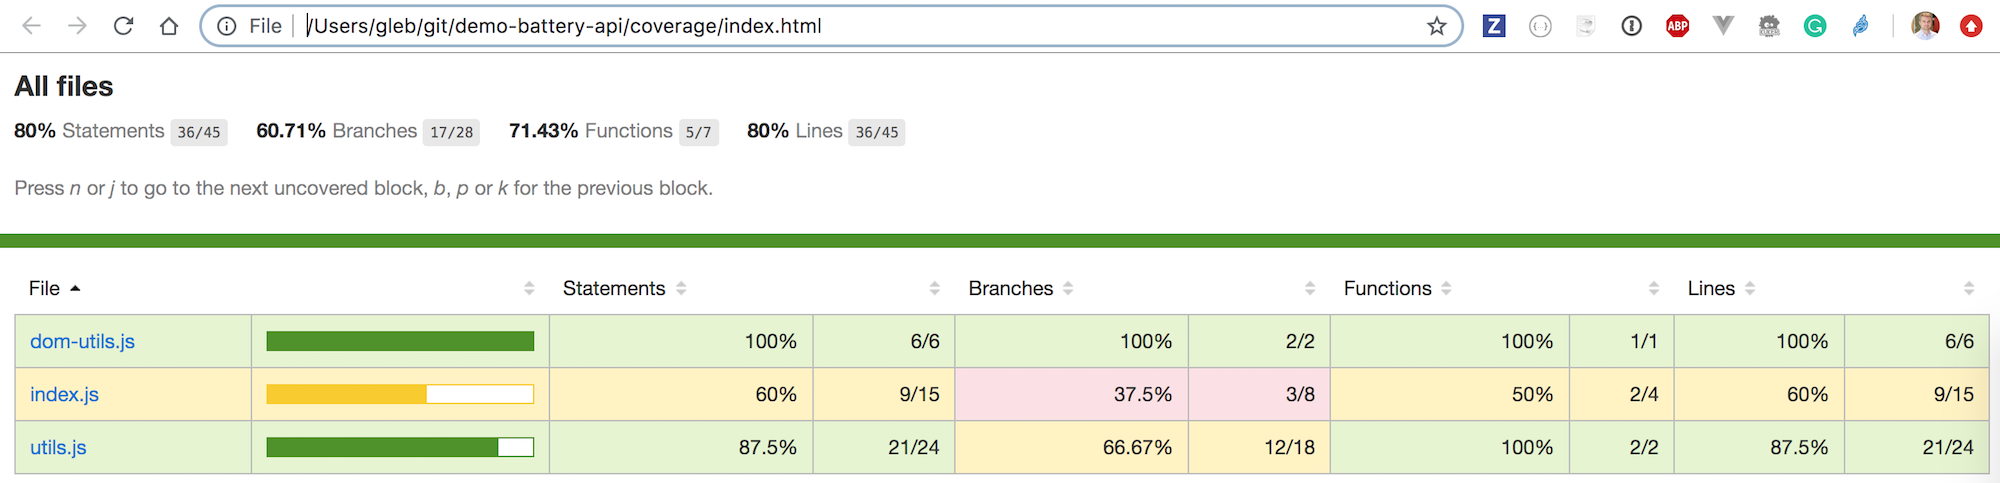 File /Users/gleb/git/demo-battery-api/coverage/index.html Z {···} ABP G
All files
80% Statements 36/45 60.71% Branches 17/28 71.43% Functions 5/7 80% Lines 36/45
Press n or j to go to the next uncovered block, b, p or k for the previous block.
File Statements Branches Functions Lines
dom-utils.js 100% 6/6 100% 2/2 100% 1/1 100% 6/6
index.js 60% 9/15 37.5% 3/8 50% 2/4 60% 9/15
utils.js 87.5% 21/24 66.67% 12/18 100% 2/2 87.5% 21/24